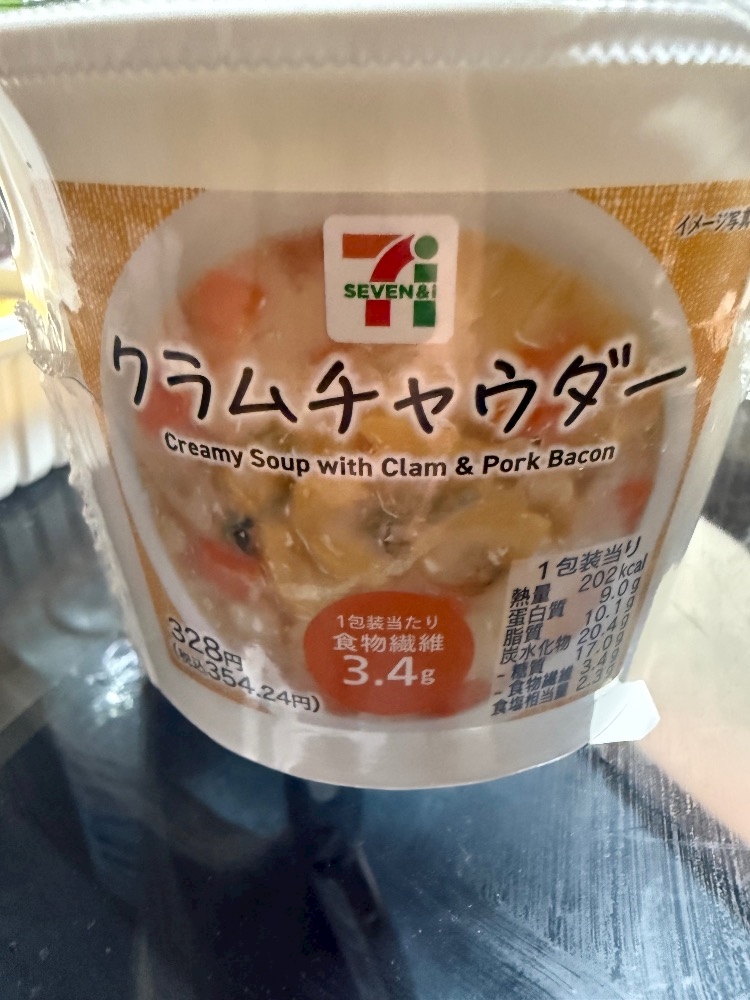 イメージ写真
7i
SEVEN&i
クラムチャウダー
Creamy Soup with Clam & Pork Bacon
1包装当り
熱量 202kcal
蛋白質 9.0g
脂質 10.1g
炭水化物 20.4g
- 糖質 17.0g
- 食物繊維 3.4g
食塩相当量 2.3
1包装当たり
食物繊維
3.4g
328円
(税込354.24円)